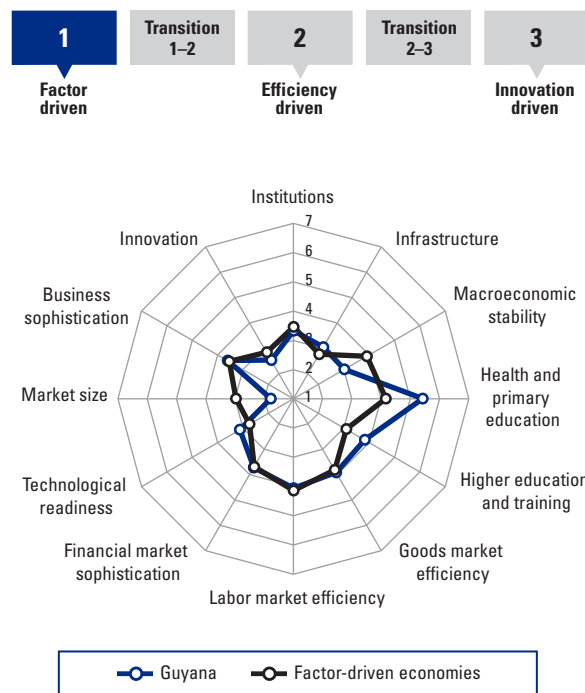 1
Transition
1–2
2
Transition
2–3
3
Factor
driven
Efficiency
driven
Innovation
driven
Institutions
7
6
5
4
3
2
1
Infrastructure
Macroeconomic
stability
Health and
primary
education
Higher education
and training
Goods market
efficiency
Labor market efficiency
Financial market
sophistication
Technological
readiness
Market size
Business
sophistication
Innovation
Guyana
Factor-driven economies